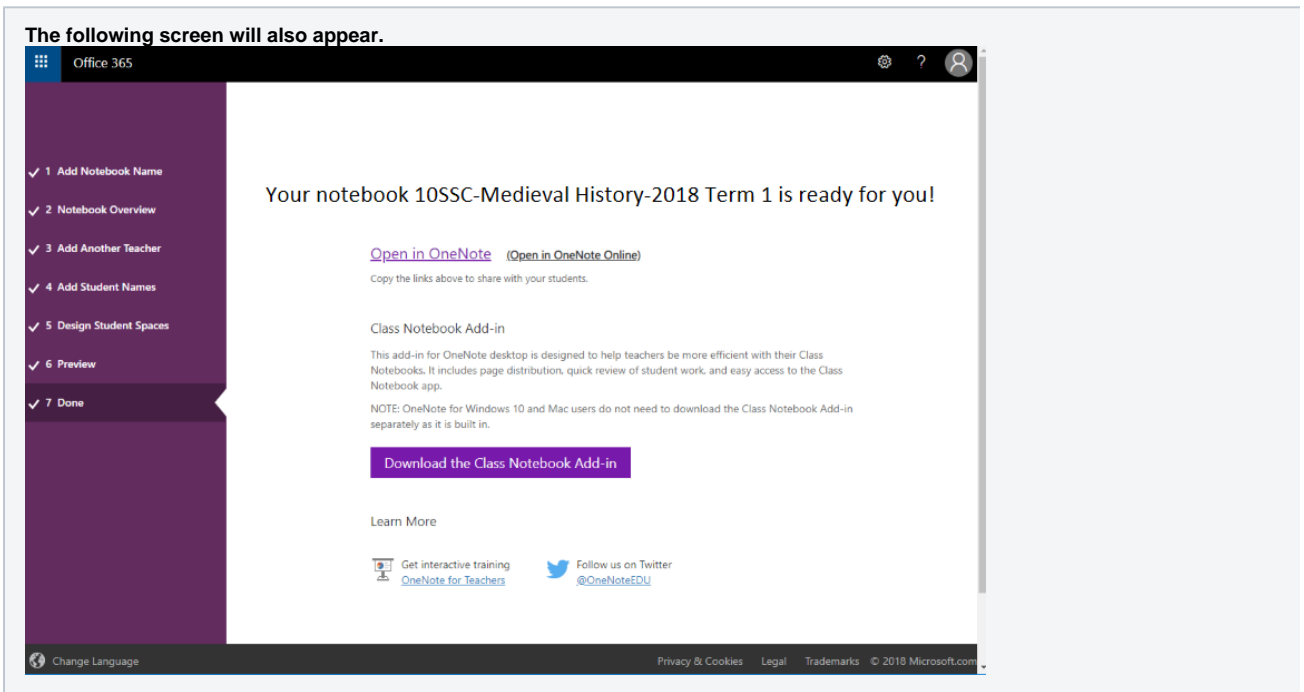 The following screen will also appear.
Office 365
?
✓ 1 Add Notebook Name
✓ 2 Notebook Overview
✓ 3 Add Another Teacher
✓ 4 Add Student Names
✓ 5 Design Student Spaces
✓ 6 Preview
✓ 7 Done
Your notebook 10SSC-Medieval History-2018 Term 1 is ready for you!
Open in OneNote (Open in OneNote Online)
Copy the links above to share with your students.
Class Notebook Add-in
This add-in for OneNote desktop is designed to help teachers be more efficient with their Class
Notebooks. It includes page distribution, quick review of student work, and easy access to the Class
Notebook app.
NOTE: OneNote for Windows 10 and Mac users do not need to download the Class Notebook Add-in
separately as it is built in.
Download the Class Notebook Add-in
Learn More
Get interactive training
OneNote for Teachers
Follow us on Twitter
@OneNoteEDU
Change Language
Privacy & Cookies Legal Trademarks © 2018 Microsoft.com